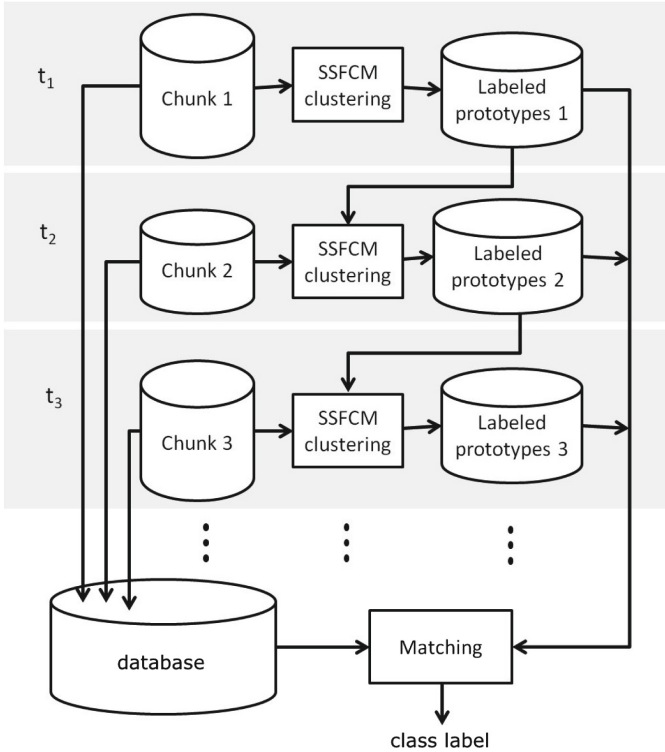 t1
Chunk 1
SSFCM
clustering
Labeled
prototypes 1
t2
Chunk 2
SSFCM
clustering
Labeled
prototypes 2
t3
Chunk 3
SSFCM
clustering
Labeled
prototypes 3
database
Matching
class label